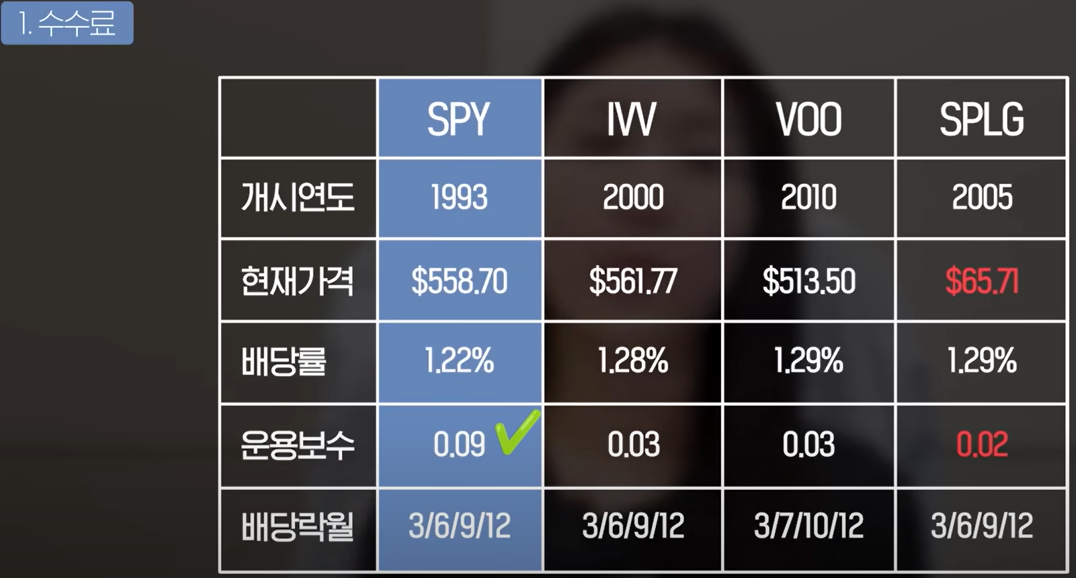 1. 수수료
SPY IVV VOO SPLG
개시연도 1993 2000 2010 2005
현재가격 $558.70 $561.77 $513.50 $65.71
배당률 1.22% 1.28% 1.29% 1.29%
운용보수 0.09 0.03 0.03 0.02
배당락월 3/6/9/12 3/6/9/12 3/7/10/12 3/6/9/12